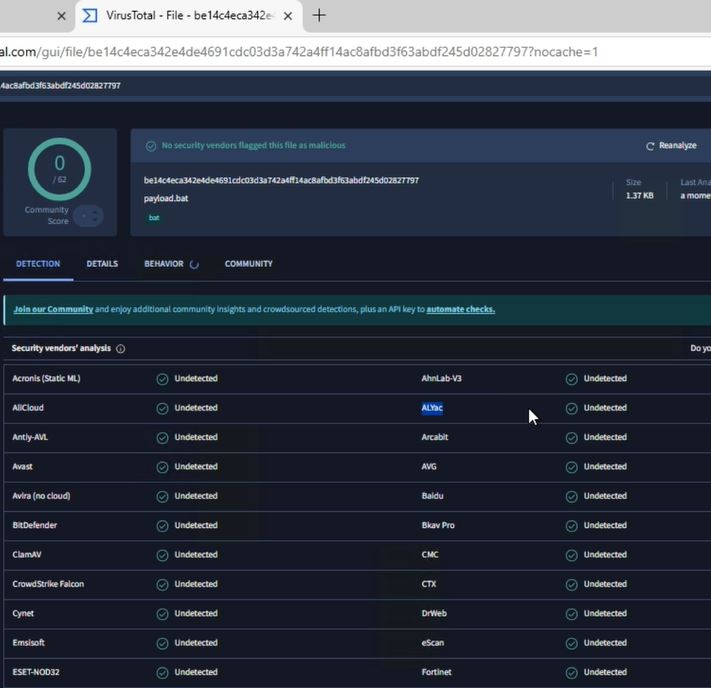 VirusTotal - File - be14c4eca342e4
al.com/gui/file/be14c4eca342e4de4691cdc03d3a742a4ff14ac8afbd3f63abdf245d02827797?nocache=1
4ac8afbd3f63abdf245d02827797
0
/ 62
Community
Score
No security vendors flagged this file as malicious
Reanalyze
be14c4eca342e4de4691cdc03d3a742a4ff14ac8afbd3f63abdf245d02827797
payload.bat
bat
Size
1.37 KB
Last Ana
a mome
DETECTION DETAILS BEHAVIOR COMMUNITY
Join our Community and enjoy additional community insights and crowdsourced detections, plus an API key to automate checks.
Security vendors' analysis Do yo
Acronis (Static ML) Undetected AhnLab-V3 Undetected
AliCloud Undetected ALYac Undetected
Antiy-AVL Undetected Arcabit Undetected
Avast Undetected AVG Undetected
Avira (no cloud) Undetected Baidu Undetected
BitDefender Undetected Bkav Pro Undetected
ClamAV Undetected CMC Undetected
CrowdStrike Falcon Undetected CTX Undetected
Cynet Undetected DrWeb Undetected
Emsisoft Undetected eScan Undetected
ESET-NOD32 Undetected Fortinet Undetected